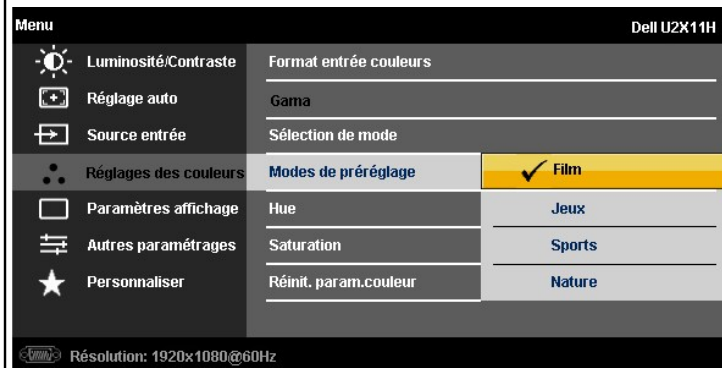 Menu Dell U2X11H
Luminosité/Contraste Format entrée couleurs
Réglage auto Gama
Source entrée Sélection de mode
Réglages des couleurs Modes de préréglage Film
Paramètres affichage Hue Jeux
Autres paramétrages Saturation Sports
Personnaliser Réinit. param.couleur Nature
Résolution: 1920x1080@60Hz